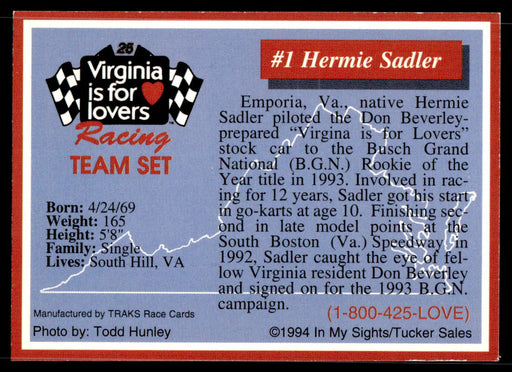 25
Virginia
is for
lovers
Racing
TEAM SET
#1 Hermie Sadler
Emporia, Va., native Hermie
Sadler piloted the Don Beverley-
prepared "Virgina is for Lovers"
stock car to the Busch Grand
National (B.G.N.) Rookie of the
Year title in 1993. Involved in rac-
ing for 12 years, Sadler got his start
in go-karts at age 10. Finishing sec-
ond in late model points at the
South Boston (Va.) Speedway in
1992, Sadler caught the eye of fel-
low Virginia resident Don Beverley
and signed on for the 1993 B.G.N.
campaign.
Born: 4/24/69
Weight: 165
Height: 5'8"
Family: Single
Lives: South Hill, VA
(1-800-425-LOVE)
Manufactured by TRAKS Race Cards
Photo by: Todd Hunley
©1994 In My Sights/Tucker Sales